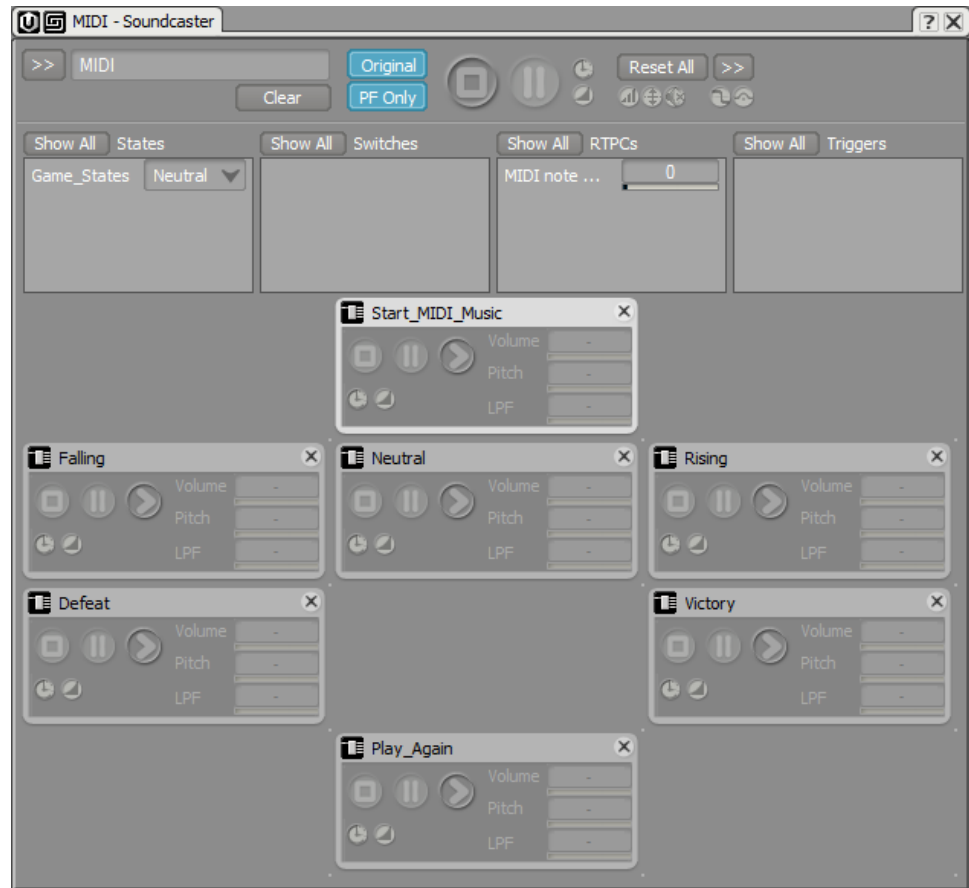 MIDI - Soundcaster
?
>> MIDI Original Reset All >>
Clear PF Only
Show All States Show All Switches Show All RTPCs Show All Triggers
Game_States Neutral MIDI note ... 0
Start_MIDI_Music
Volume -
Pitch -
LPF -
Falling Neutral Rising
Volume - Volume - Volume -
Pitch - Pitch - Pitch -
LPF - LPF - LPF -
Defeat Victory
Volume - Volume -
Pitch - Pitch -
LPF - LPF -
Play_Again
Volume -
Pitch -
LPF -